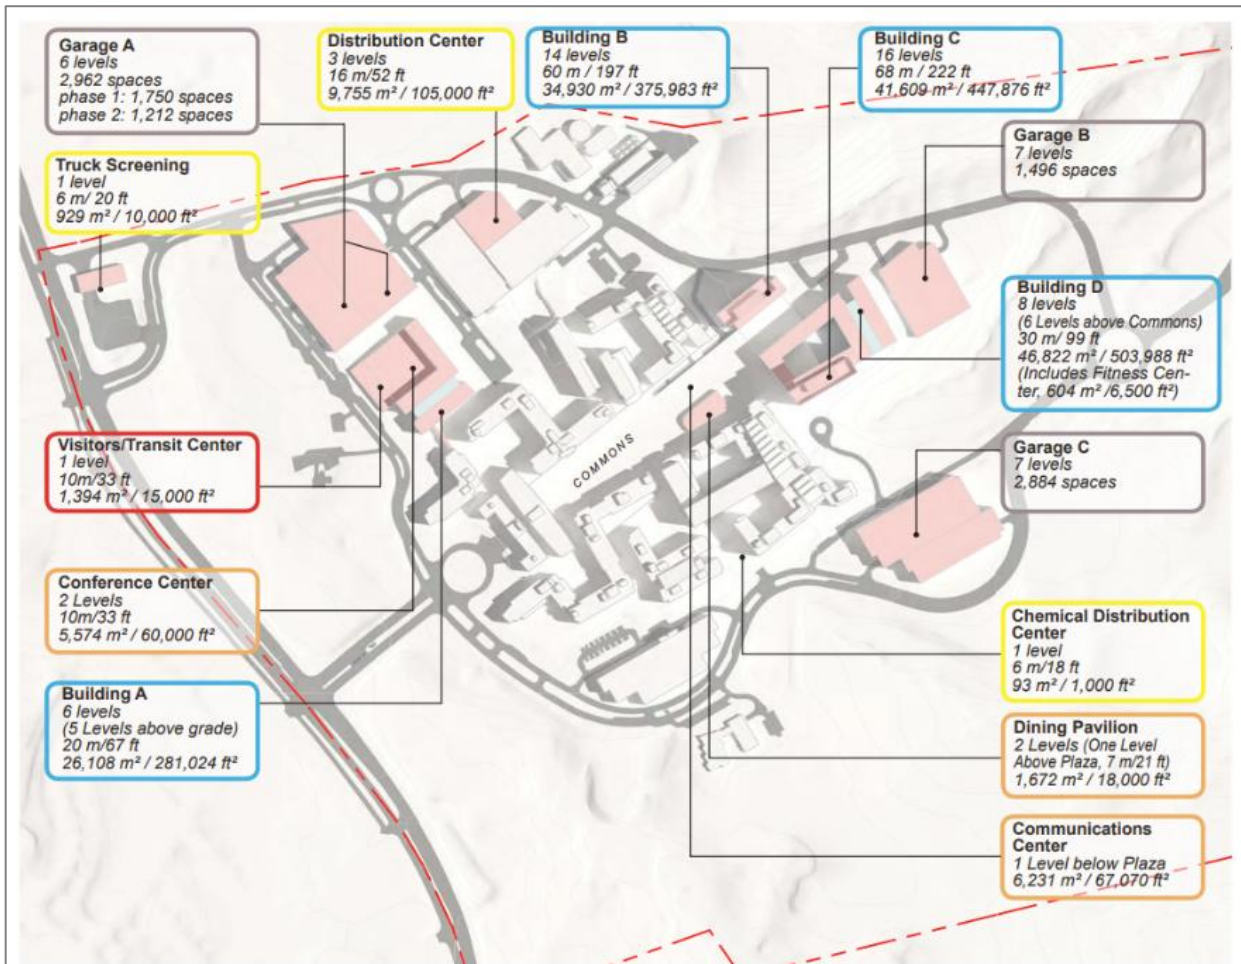 Garage A
6 levels
2,962 spaces
phase 1: 1,750 spaces
phase 2: 1,212 spaces
Distribution Center
3 levels
16 m/52 ft
9,755 m² / 105,000 ft²
Building B
14 levels
60 m / 197 ft
34,930 m² / 375,983 ft²
Building C
16 levels
68 m / 222 ft
41,609 m² / 447,876 ft²
Truck Screening
1 level
6 m/ 20 ft
929 m² / 10,000 ft²
Garage B
7 levels
1,496 spaces
Building D
8 levels
(6 Levels above Commons)
30 m/ 99 ft
46,822 m² / 503,988 ft²
(Includes Fitness Cen-
ter, 604 m² /6,500 ft²)
Visitors/Transit Center
1 level
10m/33 ft
1,394 m² / 15,000 ft²
COMMONS
Garage C
7 levels
2,884 spaces
Conference Center
2 Levels
10m/33 ft
5,574 m² / 60,000 ft²
Chemical Distribution
Center
1 level
6 m/18 ft
93 m² / 1,000 ft²
Building A
6 levels
(5 Levels above grade)
20 m/67 ft
26,108 m² / 281,024 ft²
Dining Pavilion
2 Levels (One Level
Above Plaza, 7 m/21 ft)
1,672 m² / 18,000 ft²
Communications
Center
1 Level below Plaza
6,231 m² / 67,070 ft²